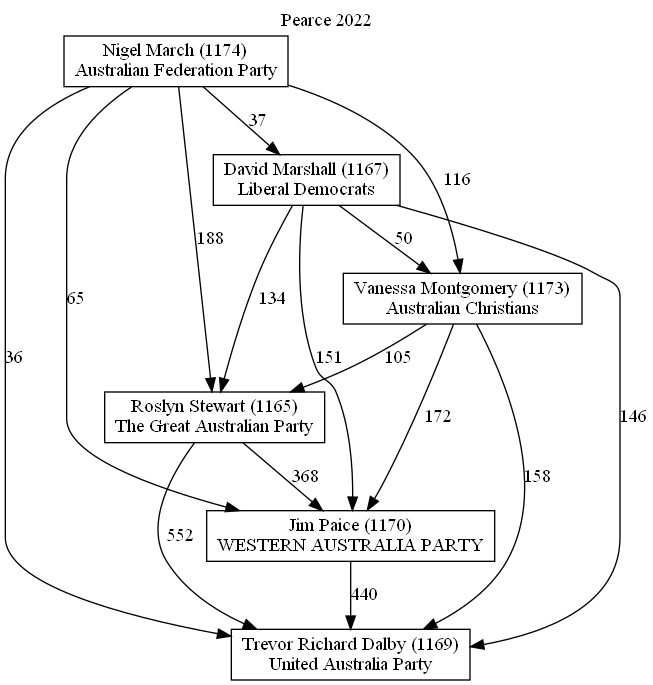 Pearce 2022
Nigel March (1174)
Australian Federation Party
37
David Marshall (1167)
Liberal Democrats
116
188
50
Vanessa Montgomery (1173)
Australian Christians
65
134
36
151
105
Roslyn Stewart (1165)
The Great Australian Party
172
146
368
158
552
Jim Paice (1170)
WESTERN AUSTRALIA PARTY
440
Trevor Richard Dalby (1169)
United Australia Party